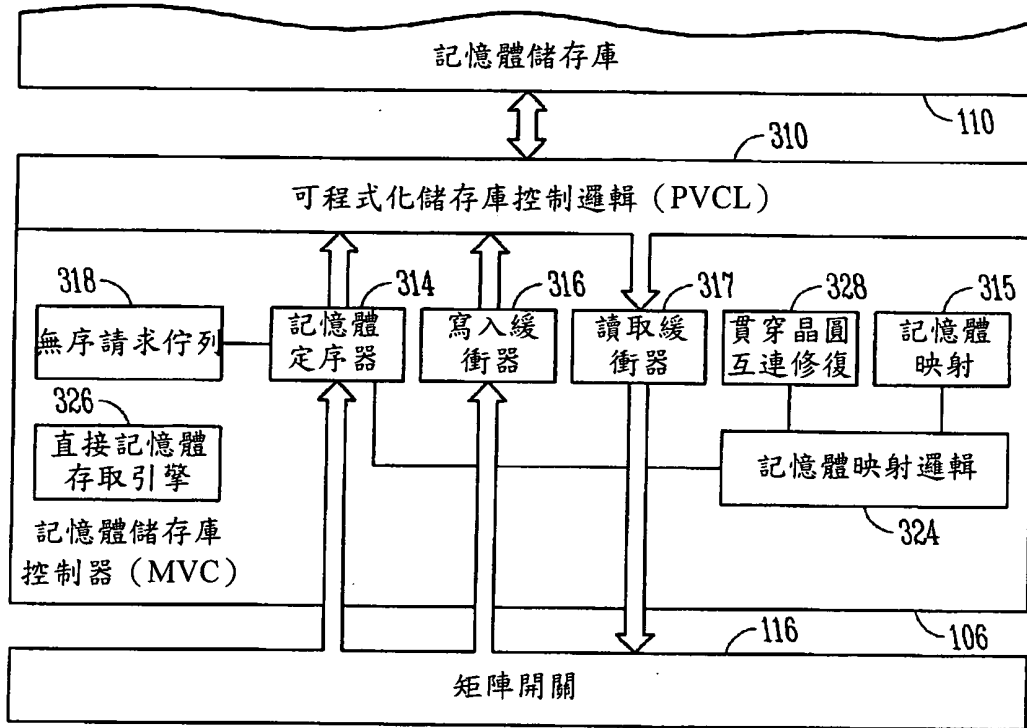 記憶體儲存庫
110
310
可程式化儲存庫控制邏輯（PVCL）
318
314
316
317
328
315
無序請求佇列
記憶體
定序器
寫入緩
衝器
讀取緩
衝器
貫穿晶圓
互連修復
記憶體
映射
326
直接記憶體
存取引擎
記憶體映射邏輯
324
記憶體儲存庫
控制器（MVC）
106
116
矩陣開關